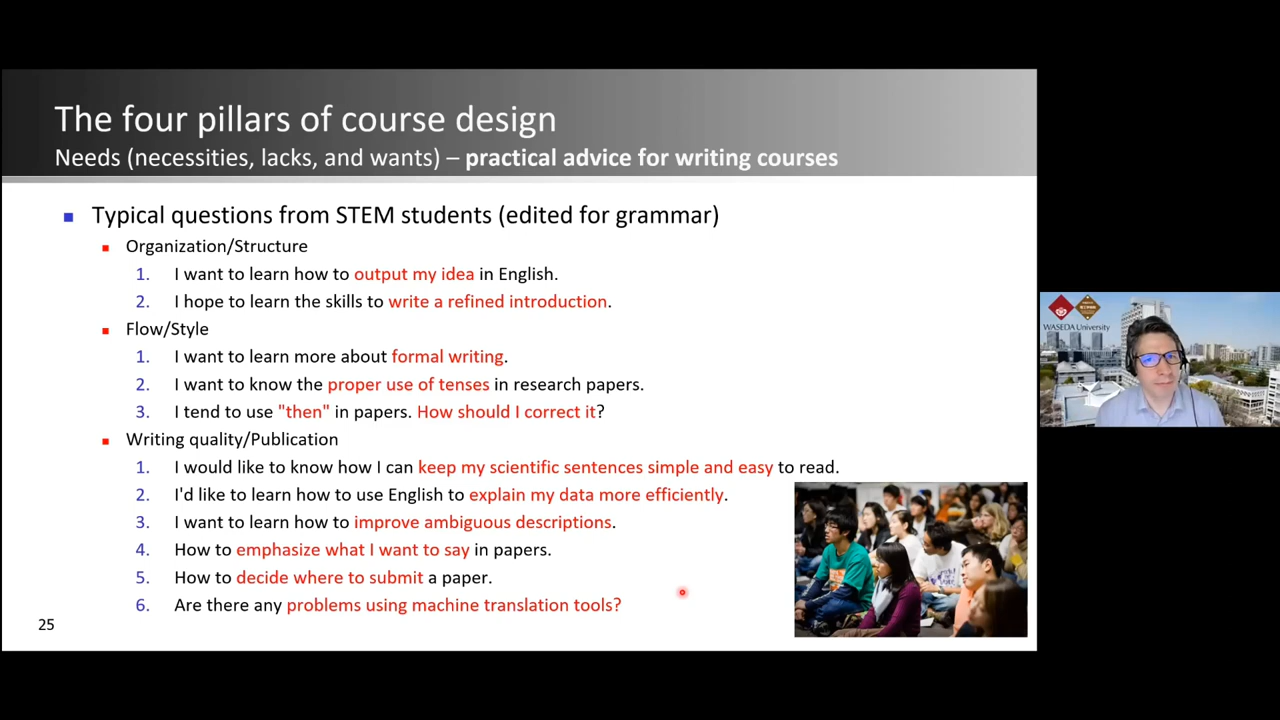 The four pillars of course design
Needs (necessities, lacks, and wants) – practical advice for writing courses
Typical questions from STEM students (edited for grammar)
Organization/Structure
1. I want to learn how to output my idea in English.
2. I hope to learn the skills to write a refined introduction.
Flow/Style
1. I want to learn more about formal writing.
2. I want to know the proper use of tenses in research papers.
3. I tend to use "then" in papers. How should I correct it?
Writing quality/Publication
1. I would like to know how I can keep my scientific sentences simple and easy to read.
2. I'd like to learn how to use English to explain my data more efficiently.
3. I want to learn how to improve ambiguous descriptions.
4. How to emphasize what I want to say in papers.
5. How to decide where to submit a paper.
6. Are there any problems using machine translation tools?
25
WASEDA University